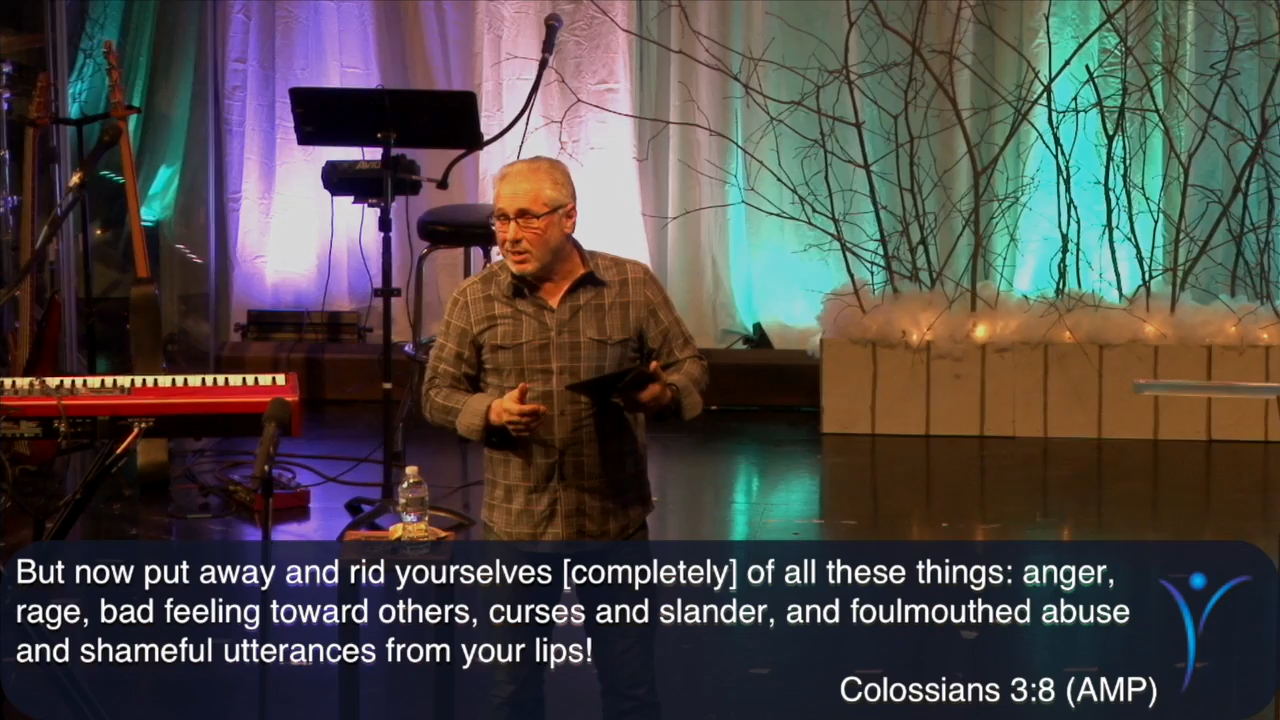 But now put away and rid yourselves [completely] of all these things: anger,
rage, bad feeling toward others, curses and slander, and foulmouthed abuse
and shameful utterances from your lips!
Colossians 3:8 (AMP)